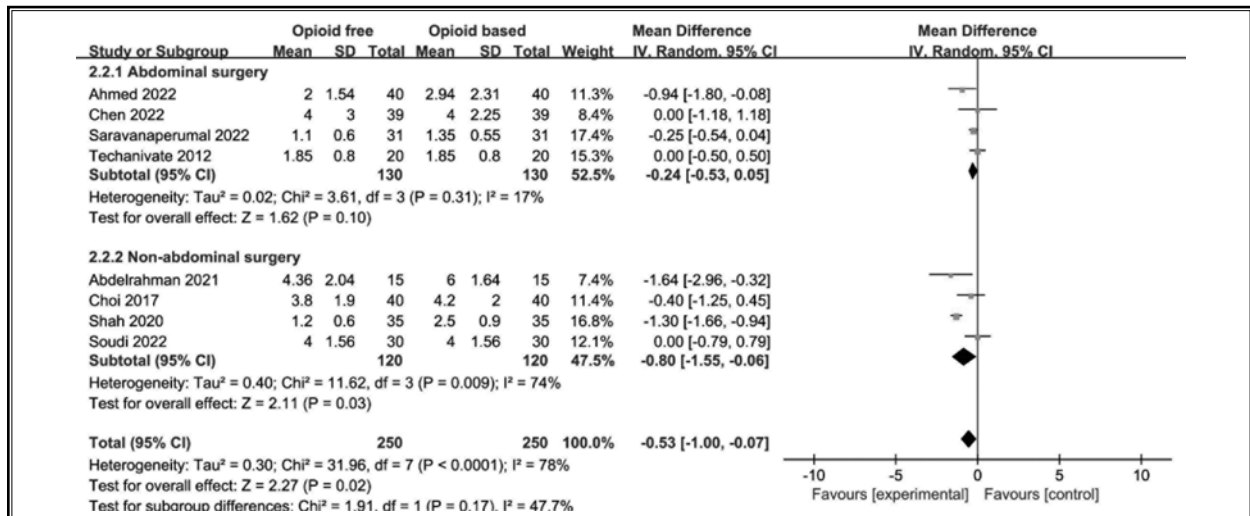 Opioid free Opioid based Mean Difference Mean Difference
Study or Subgroup Mean SD Total Mean SD Total Weight IV, Random, 95% CI IV, Random, 95% CI
2.2.1 Abdominal surgery
Ahmed 2022 2 1.54 40 2.94 2.31 40 11.3% -0.94 [-1.80, -0.08]
Chen 2022 4 3 39 4 2.25 39 8.4% 0.00 [-1.18, 1.18]
Saravanaperumal 2022 1.1 0.6 31 1.35 0.55 31 17.4% -0.25 [-0.54, 0.04]
Techanivate 2012 1.85 0.8 20 1.85 0.8 20 15.3% 0.00 [-0.50, 0.50]
Subtotal (95% CI) 130 130 52.5% -0.24 [-0.53, 0.05]
Heterogeneity: Tau² = 0.02; Chi² = 3.61, df = 3 (P = 0.31); I² = 17%
Test for overall effect: Z = 1.62 (P = 0.10)
2.2.2 Non-abdominal surgery
Abdelrahman 2021 4.36 2.04 15 6 1.64 15 7.4% -1.64 [-2.96, -0.32]
Choi 2017 3.8 1.9 40 4.2 2 40 11.4% -0.40 [-1.25, 0.45]
Shah 2020 1.2 0.6 35 2.5 0.9 35 16.8% -1.30 [-1.66, -0.94]
Soudi 2022 4 1.56 30 4 1.56 30 12.1% 0.00 [-0.79, 0.79]
Subtotal (95% CI) 120 120 47.5% -0.80 [-1.55, -0.06]
Heterogeneity: Tau² = 0.40; Chi² = 11.62, df = 3 (P = 0.009); I² = 74%
Test for overall effect: Z = 2.11 (P = 0.03)
Total (95% CI) 250 250 100.0% -0.53 [-1.00, -0.07]
Heterogeneity: Tau² = 0.30; Chi² = 31.96, df = 7 (P < 0.0001); I² = 78%
Test for overall effect: Z = 2.27 (P = 0.02)
Test for subgroup differences: Chi² = 1.91, df = 1 (P = 0.17), I² = 47.7%
-10 -5 0 5 10
Favours [experimental] Favours [control]